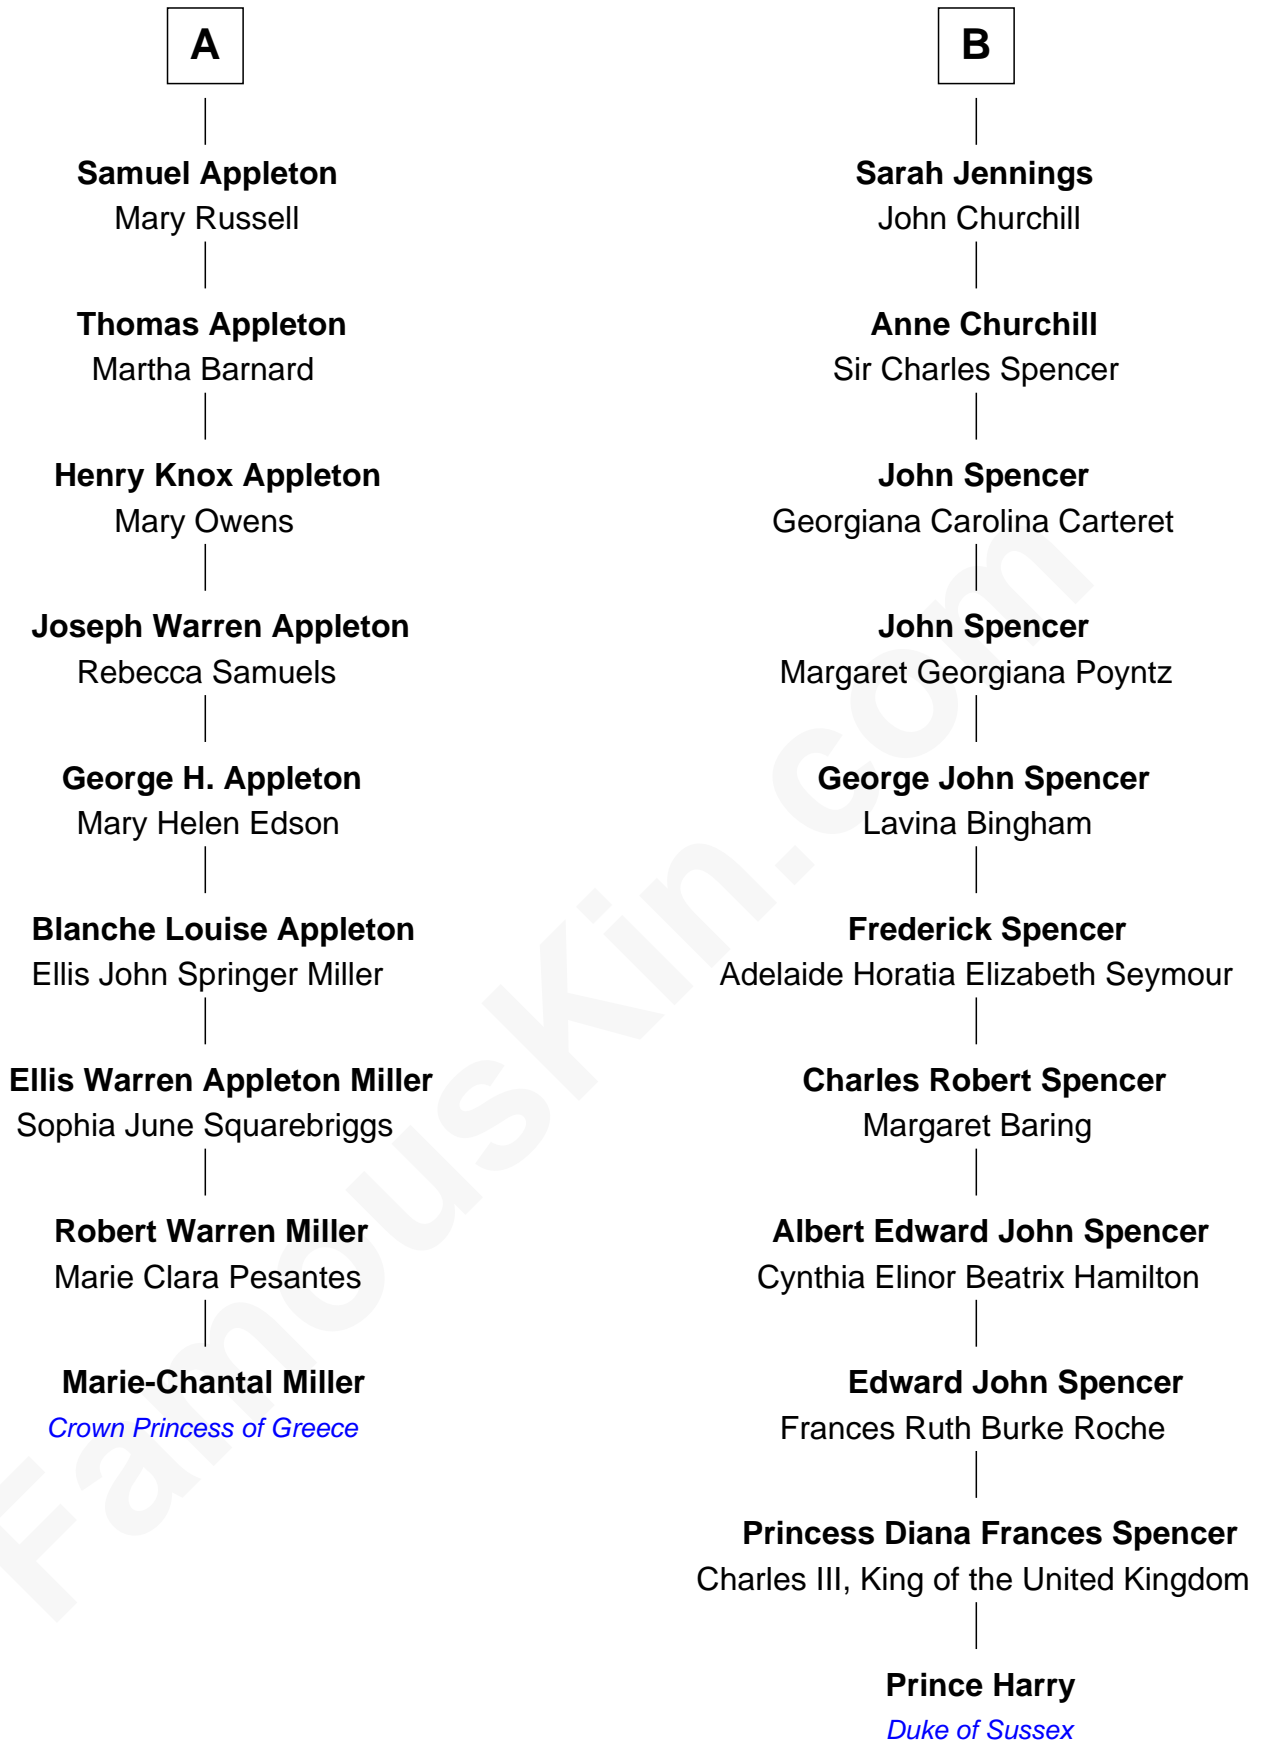 A
Samuel Appleton
Mary Russell
Thomas Appleton
Martha Barnard
Henry Knox Appleton
Mary Owens
Joseph Warren Appleton
Rebecca Samuels
George H. Appleton
Mary Helen Edson
Blanche Louise Appleton
Ellis John Springer Miller
Ellis Warren Appleton Miller
Sophia June Squarebriggs
Robert Warren Miller
Marie Clara Pesantes
Marie-Chantal Miller
Crown Princess of Greece
B
Sarah Jennings
John Churchill
Anne Churchill
Sir Charles Spencer
John Spencer
Georgiana Carolina Carteret
John Spencer
Margaret Georgiana Poyntz
George John Spencer
Lavina Bingham
Frederick Spencer
Adelaide Horatia Elizabeth Seymour
Charles Robert Spencer
Margaret Baring
Albert Edward John Spencer
Cynthia Elinor Beatrix Hamilton
Edward John Spencer
Frances Ruth Burke Roche
Princess Diana Frances Spencer
Charles III, King of the United Kingdom
Prince Harry
Duke of Sussex
FamousKin.com